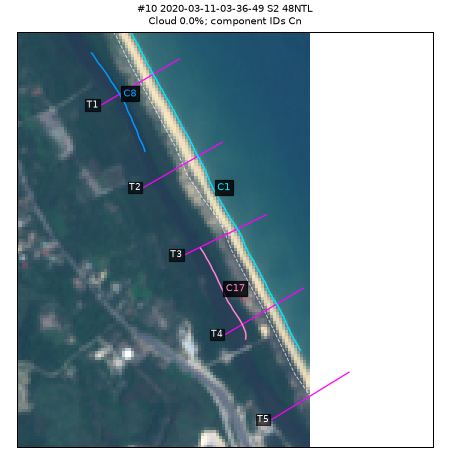 #10 2020-03-11-03-36-49 S2 48NTL
Cloud 0.0%; component IDs Cn
C8
T1
T2
C1
T3
C17
T4
T5